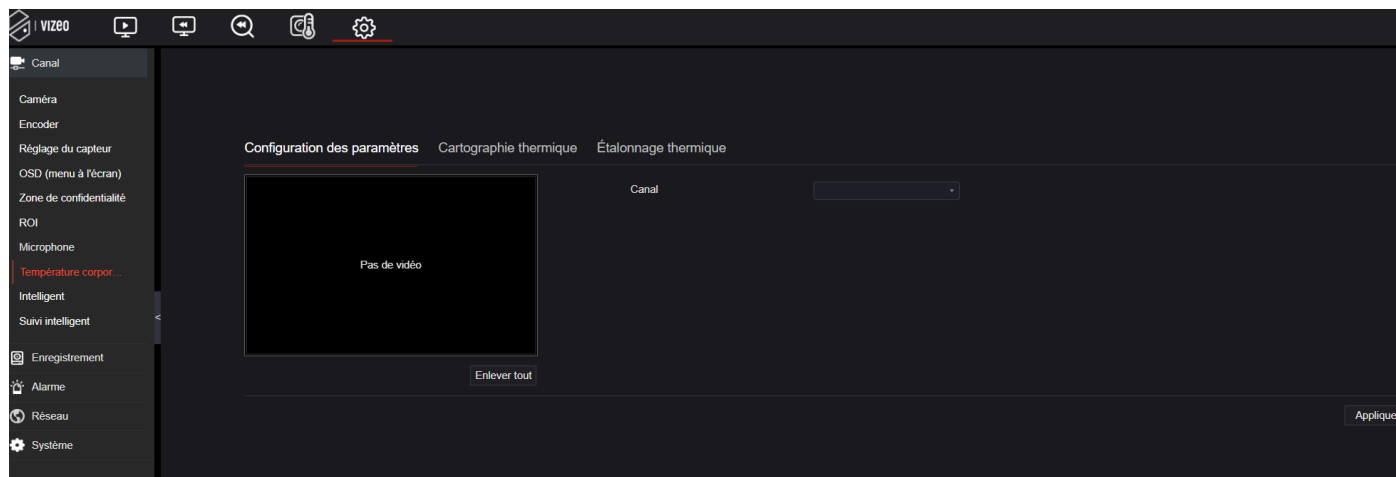 VIZEO
Canal
Caméra
Encoder
Réglage du capteur
OSD (menu à l'écran)
Zone de confidentialité
ROI
Microphone
Température corpor...
Intelligent
Suivi intelligent
Enregistrement
Alarme
Réseau
Système
<
Configuration des paramètres Cartographie thermique Étalonnage thermique
Pas de vidéo
Canal
Enlever tout
Applique